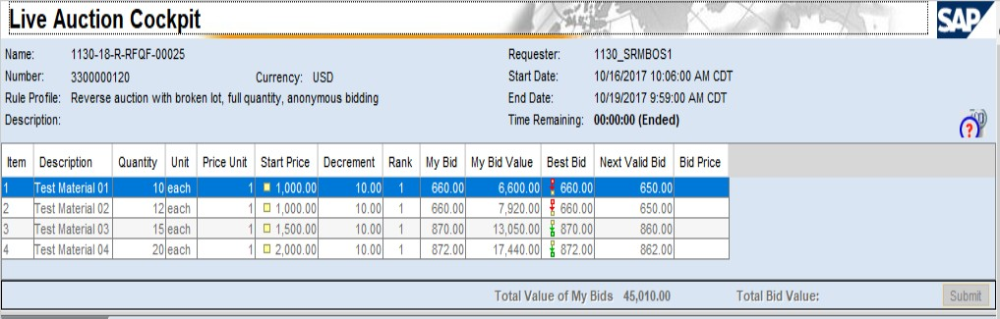 Live Auction Cockpit
SAP
Name: 1130-18-R-RFQF-00025 Requester: 1130_SRMBOS1
Number: 3300000120 Currency: USD Start Date: 10/16/2017 10:06:00 AM CDT
Rule Profile: Reverse auction with broken lot, full quantity, anonymous bidding End Date: 10/19/2017 9:59:00 AM CDT
Description: Time Remaining: 00:00:00 (Ended)
?
Item Description Quantity Unit Price Unit Start Price Decrement Rank My Bid My Bid Value Best Bid Next Valid Bid Bid Price
1 Test Material 01 10 each 1 1,000.00 10.00 1 660.00 6,600.00 660.00 650.00
2 Test Material 02 12 each 1 1,000.00 10.00 1 660.00 7,920.00 660.00 650.00
3 Test Material 03 15 each 1 1,500.00 10.00 1 870.00 13,050.00 870.00 860.00
4 Test Material 04 20 each 1 2,000.00 10.00 1 872.00 17,440.00 872.00 862.00
Total Value of My Bids 45,010.00 Total Bid Value: Submit